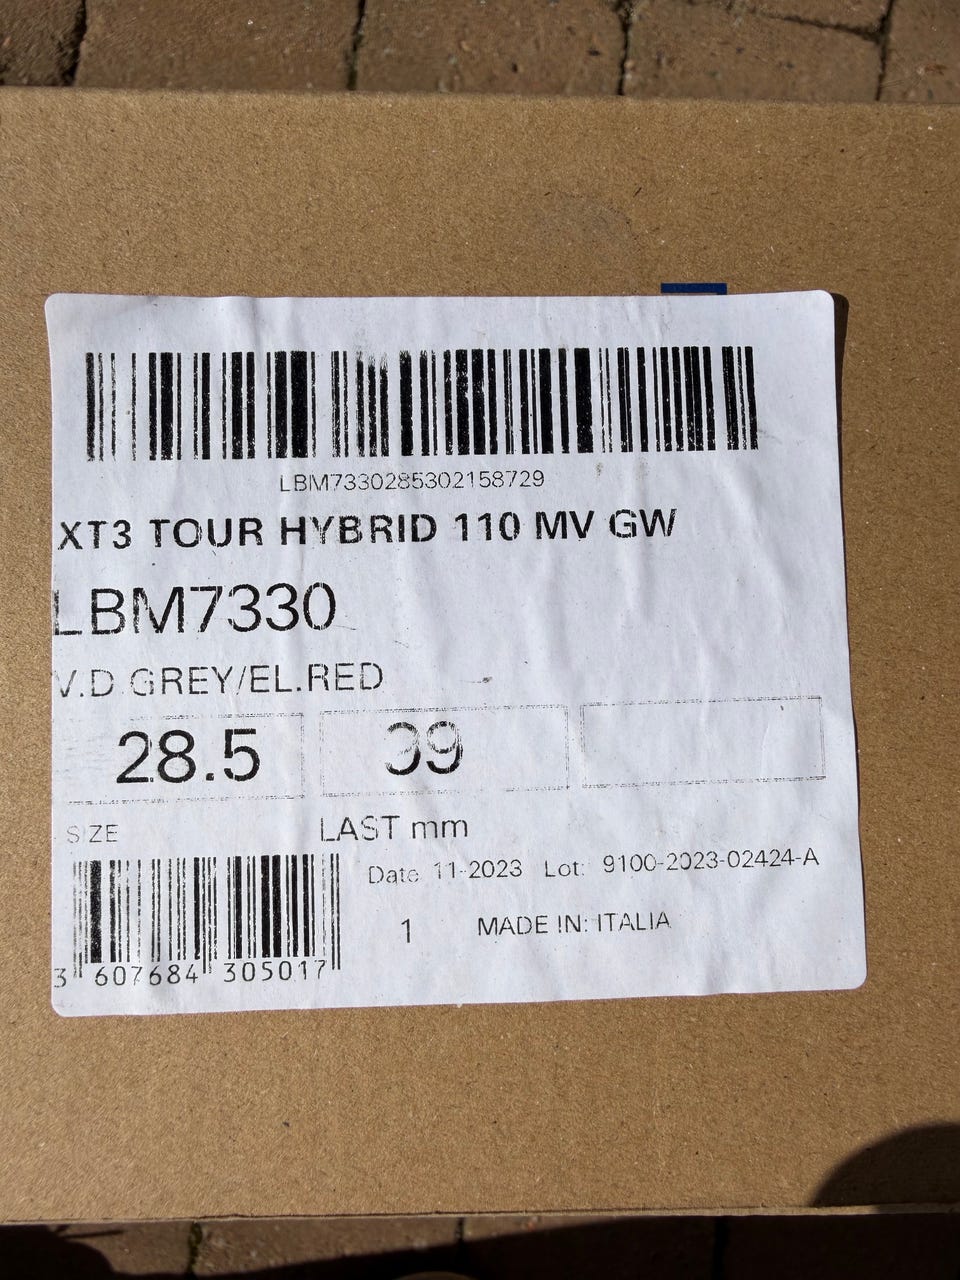 LBM7330285302158729
XT3 TOUR HYBRID 110 MV GW
LBM7330
V.D.GREY/EL.RED
28.5 99
SIZE LAST mm
Date 11-2023 Lot: 9100-2023-02424-A
1 MADE IN: ITALIA
3 607684 305017